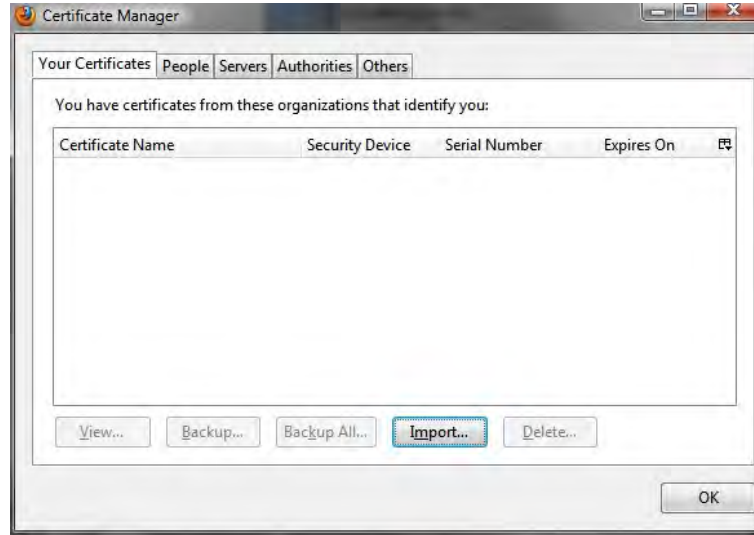 Certificate Manager
Your Certificates People Servers Authorities Others
You have certificates from these organizations that identify you:
Certificate Name Security Device Serial Number Expires On
View... Backup... Backup All... Import... Delete...
OK